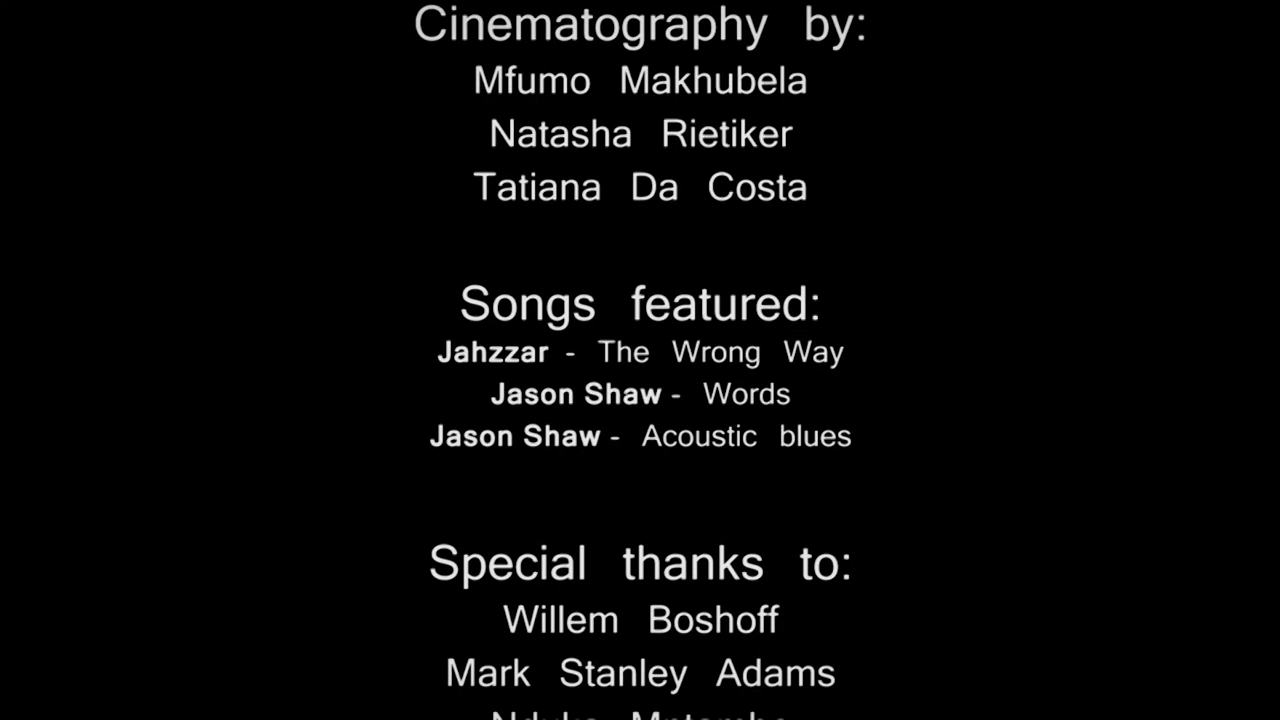 Cinematography by:
Mfumo Makhubela
Natasha Rietiker
Tatiana Da Costa
Songs featured:
Jahzzar - The Wrong Way
Jason Shaw - Words
Jason Shaw - Acoustic blues
Special thanks to:
Willem Boshoff
Mark Stanley Adams